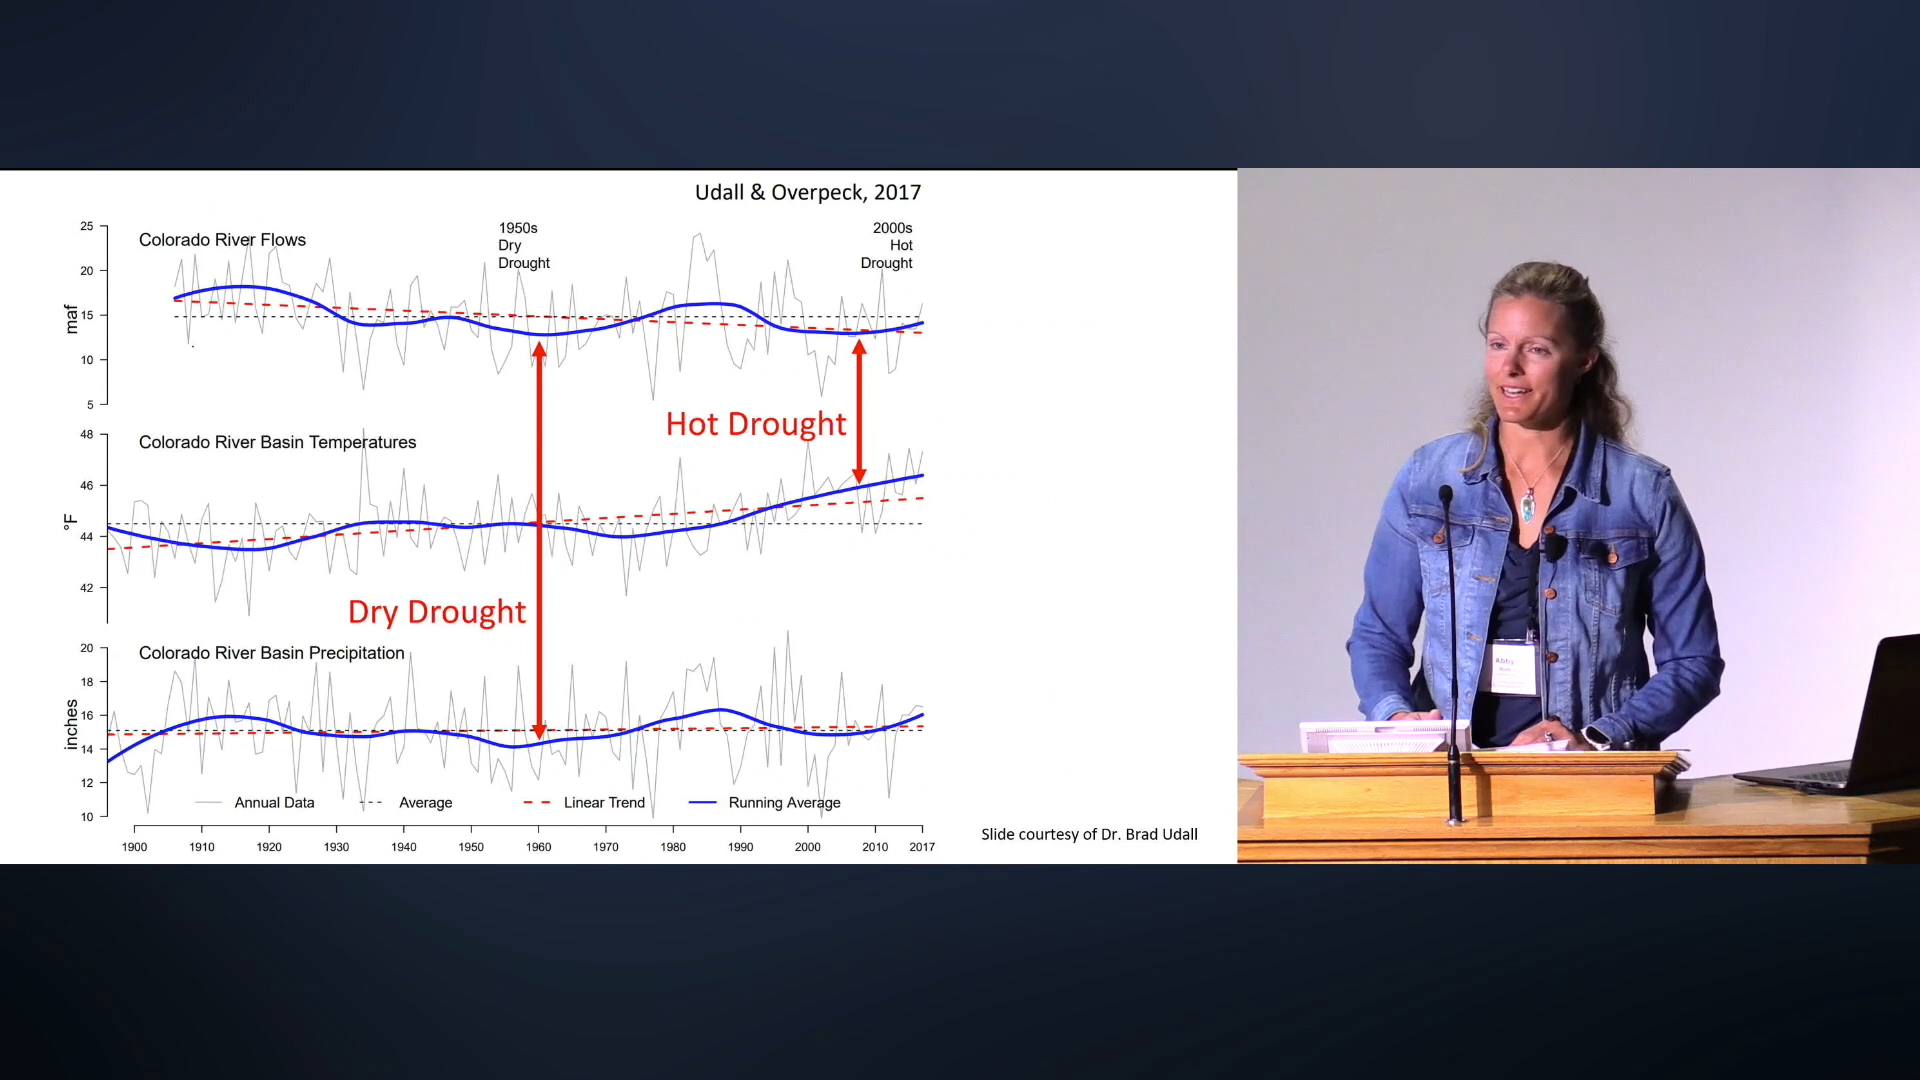 Udall & Overpeck, 2017
25
20
15
10
5
maf
Colorado River Flows
1950s
Dry
Drought
2000s
Hot
Drought
Hot Drought
48
46
44
42
°F
Colorado River Basin Temperatures
Dry Drought
20
18
16
14
12
10
inches
Colorado River Basin Precipitation
Annual Data Average Linear Trend Running Average
1900 1910 1920 1930 1940 1950 1960 1970 1980 1990 2000 2010 2017
Slide courtesy of Dr. Brad Udall
Abby